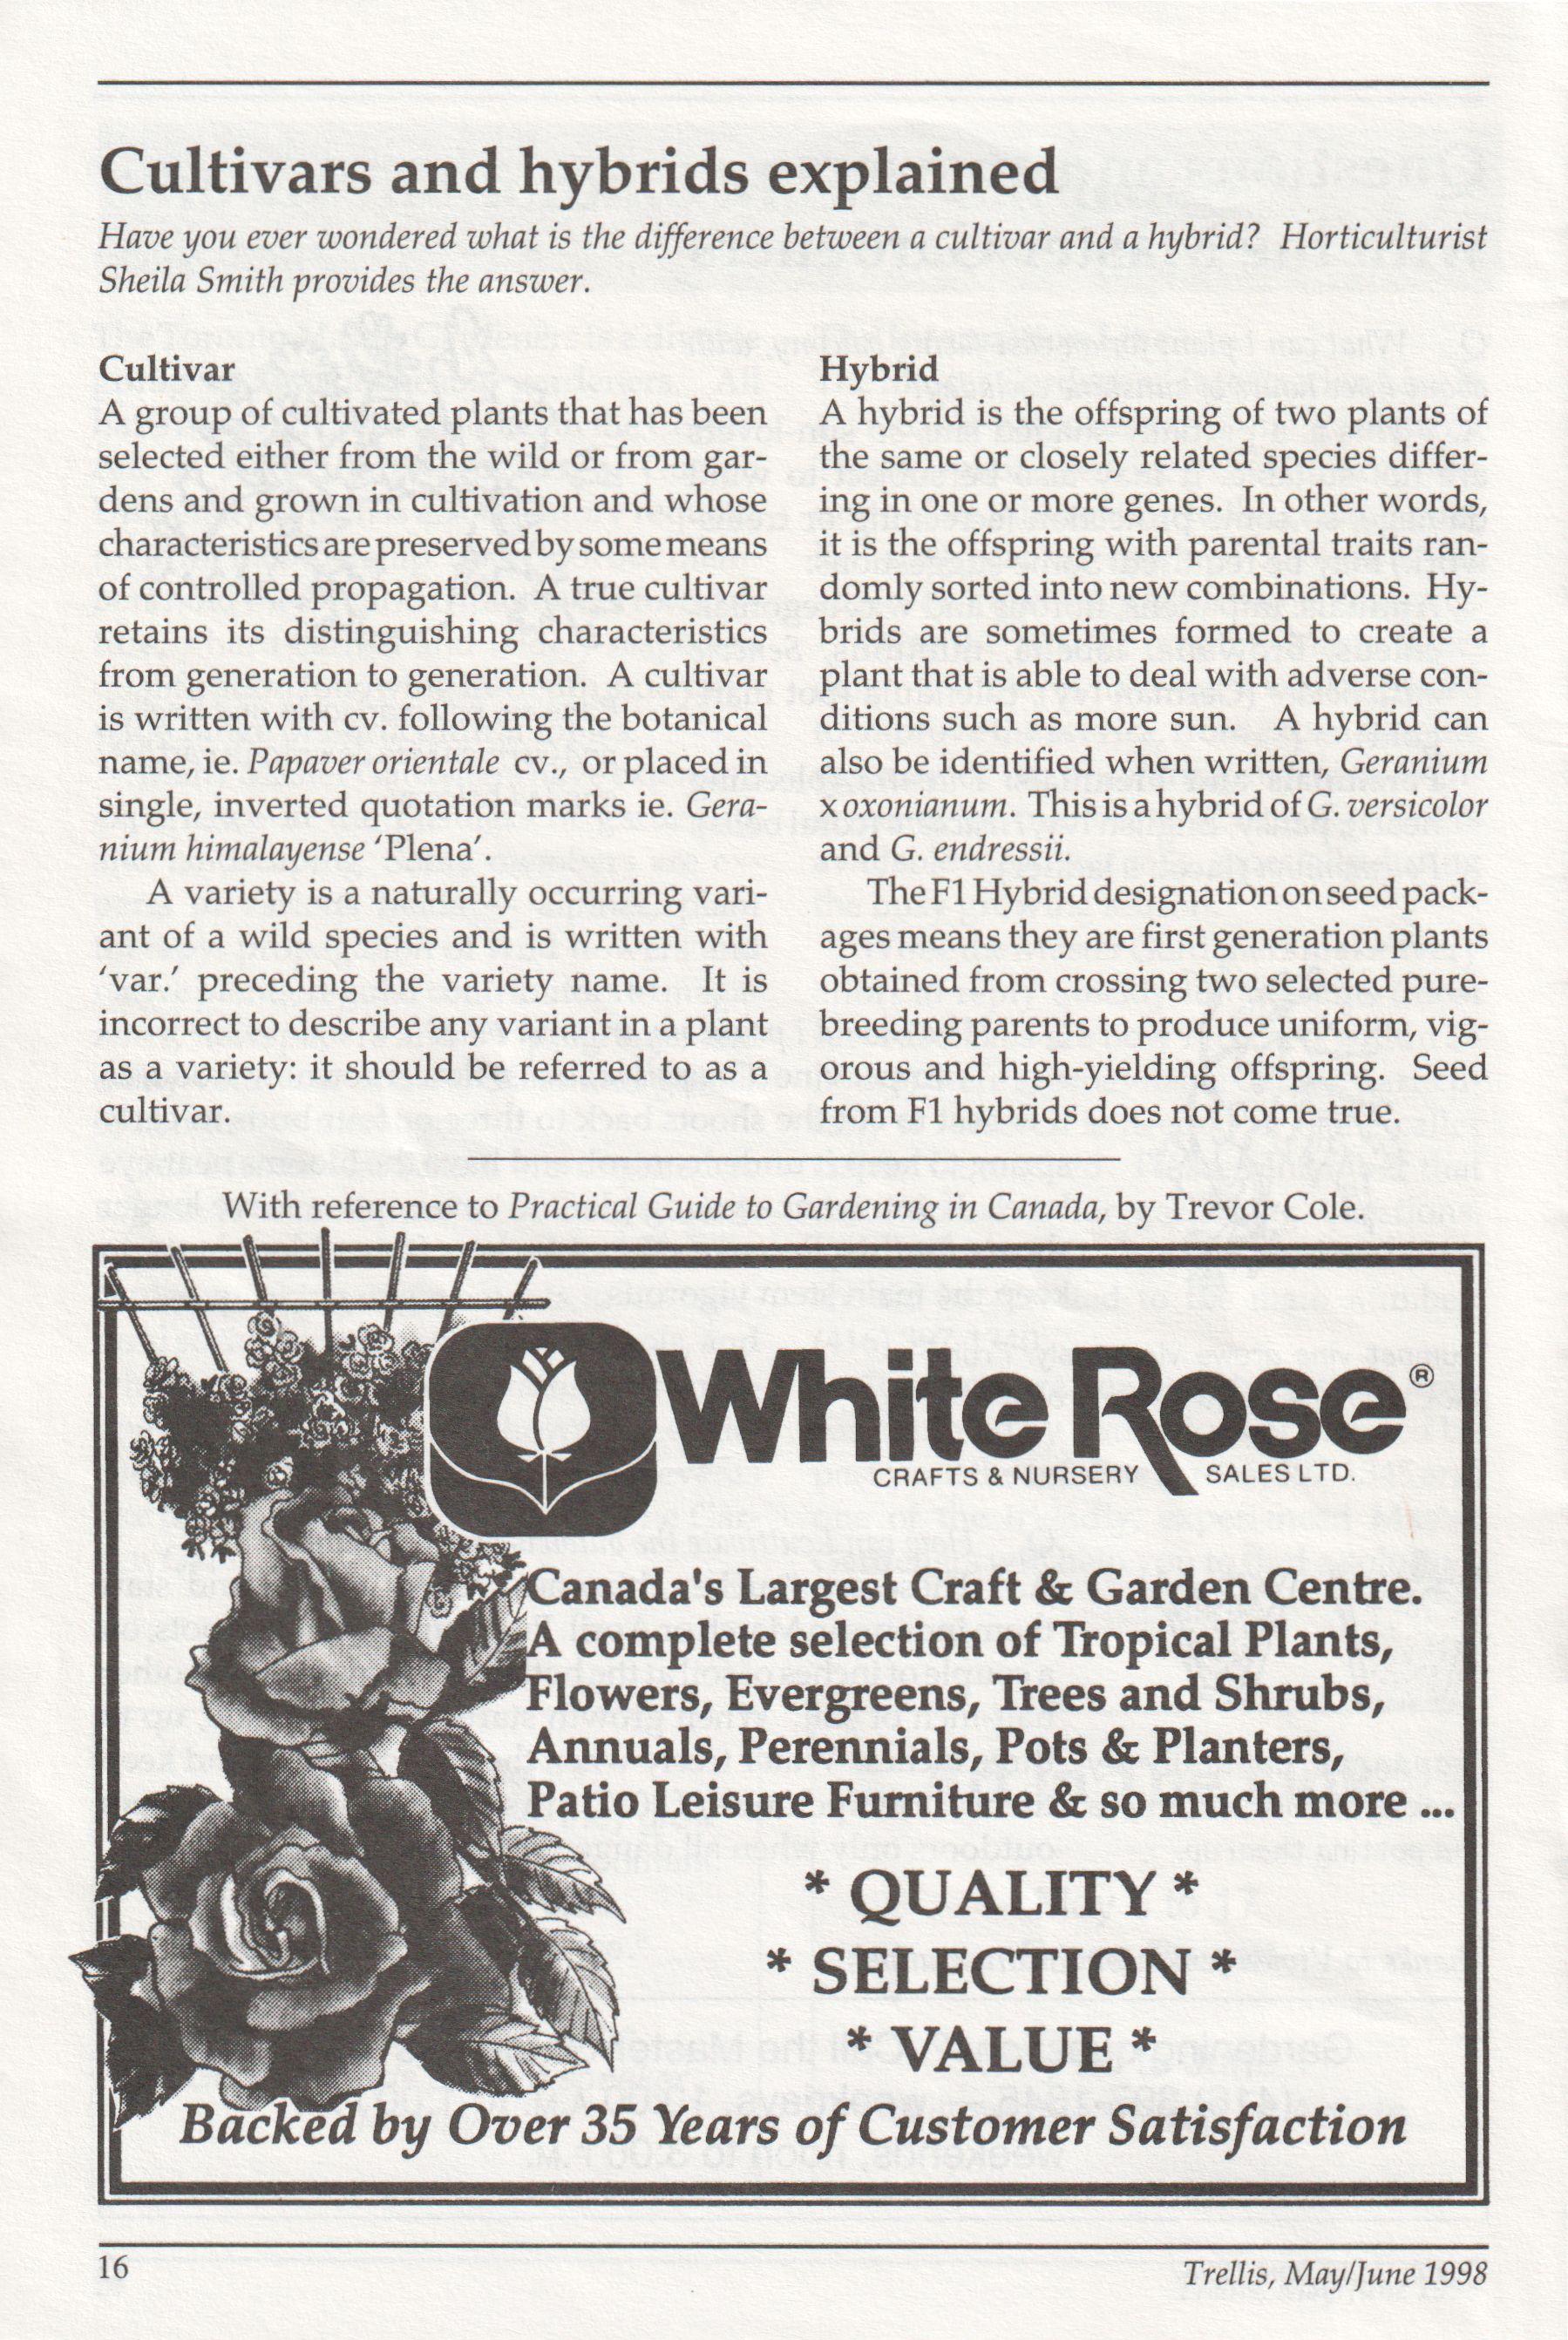 Cultivars and hybrids explained
Have you ever wondered what is the difference between a cultivar and a hybrid?  Horticulturist
Sheila Smith provides the answer.
Cultivar
A group of cultivated plants that has been
selected either from the wild or from gar-
dens and grown in cultivation and whose
characteristics are preserved by some means
of controlled propagation.  A true cultivar
retains its distinguishing characteristics
from generation to generation.  A cultivar
is written with cv. following the botanical
name, ie. Papaver orientale cv., or placed in
single, inverted quotation marks ie. Gera-
nium himalayense ‘Plena’.
A variety is a naturally occurring vari-
ant of a wild species and is written with
‘var.’ preceding the variety name.  It is
incorrect to describe any variant in a plant
as a variety: it should be referred to as a
cultivar.
Hybrid
A hybrid is the offspring of two plants of
the same or closely related species differ-
ing in one or more genes.  In other words,
it is the offspring with parental traits ran-
domly sorted into new combinations.  Hy-
brids are sometimes formed to create a
plant that is able to deal with adverse con-
ditions such as more sun.   A hybrid can
also be identified when written, Geranium
x oxonianum.  This is a hybrid of G. versicolor
and G. endressii.
The F1 Hybrid designation on seed pack-
ages means they are first generation plants
obtained from crossing two selected pure-
breeding parents to produce uniform, vig-
orous and high-yielding offspring.  Seed
from F1 hybrids does not come true.
With reference to Practical Guide to Gardening in Canada, by Trevor Cole.
White Rose®
CRAFTS & NURSERY SALES LTD.
Canada's Largest Craft & Garden Centre.
A complete selection of Tropical Plants,
Flowers, Evergreens, Trees and Shrubs,
Annuals, Perennials, Pots & Planters,
Patio Leisure Furniture & so much more ...
* QUALITY *
* SELECTION *
* VALUE *
Backed by Over 35 Years of Customer Satisfaction
16
Trellis, May/June 1998